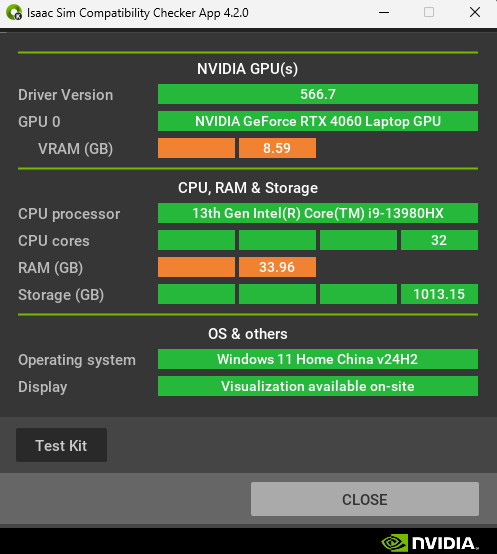 Isaac Sim Compatibility Checker App 4.2.0
NVIDIA GPU(s)
Driver Version 566.7
GPU 0 NVIDIA GeForce RTX 4060 Laptop GPU
VRAM (GB) 8.59
CPU, RAM & Storage
CPU processor 13th Gen Intel(R) Core(TM) i9-13980HX
CPU cores 32
RAM (GB) 33.96
Storage (GB) 1013.15
OS & others
Operating system Windows 11 Home China v24H2
Display Visualization available on-site
Test Kit
CLOSE
NVIDIA.